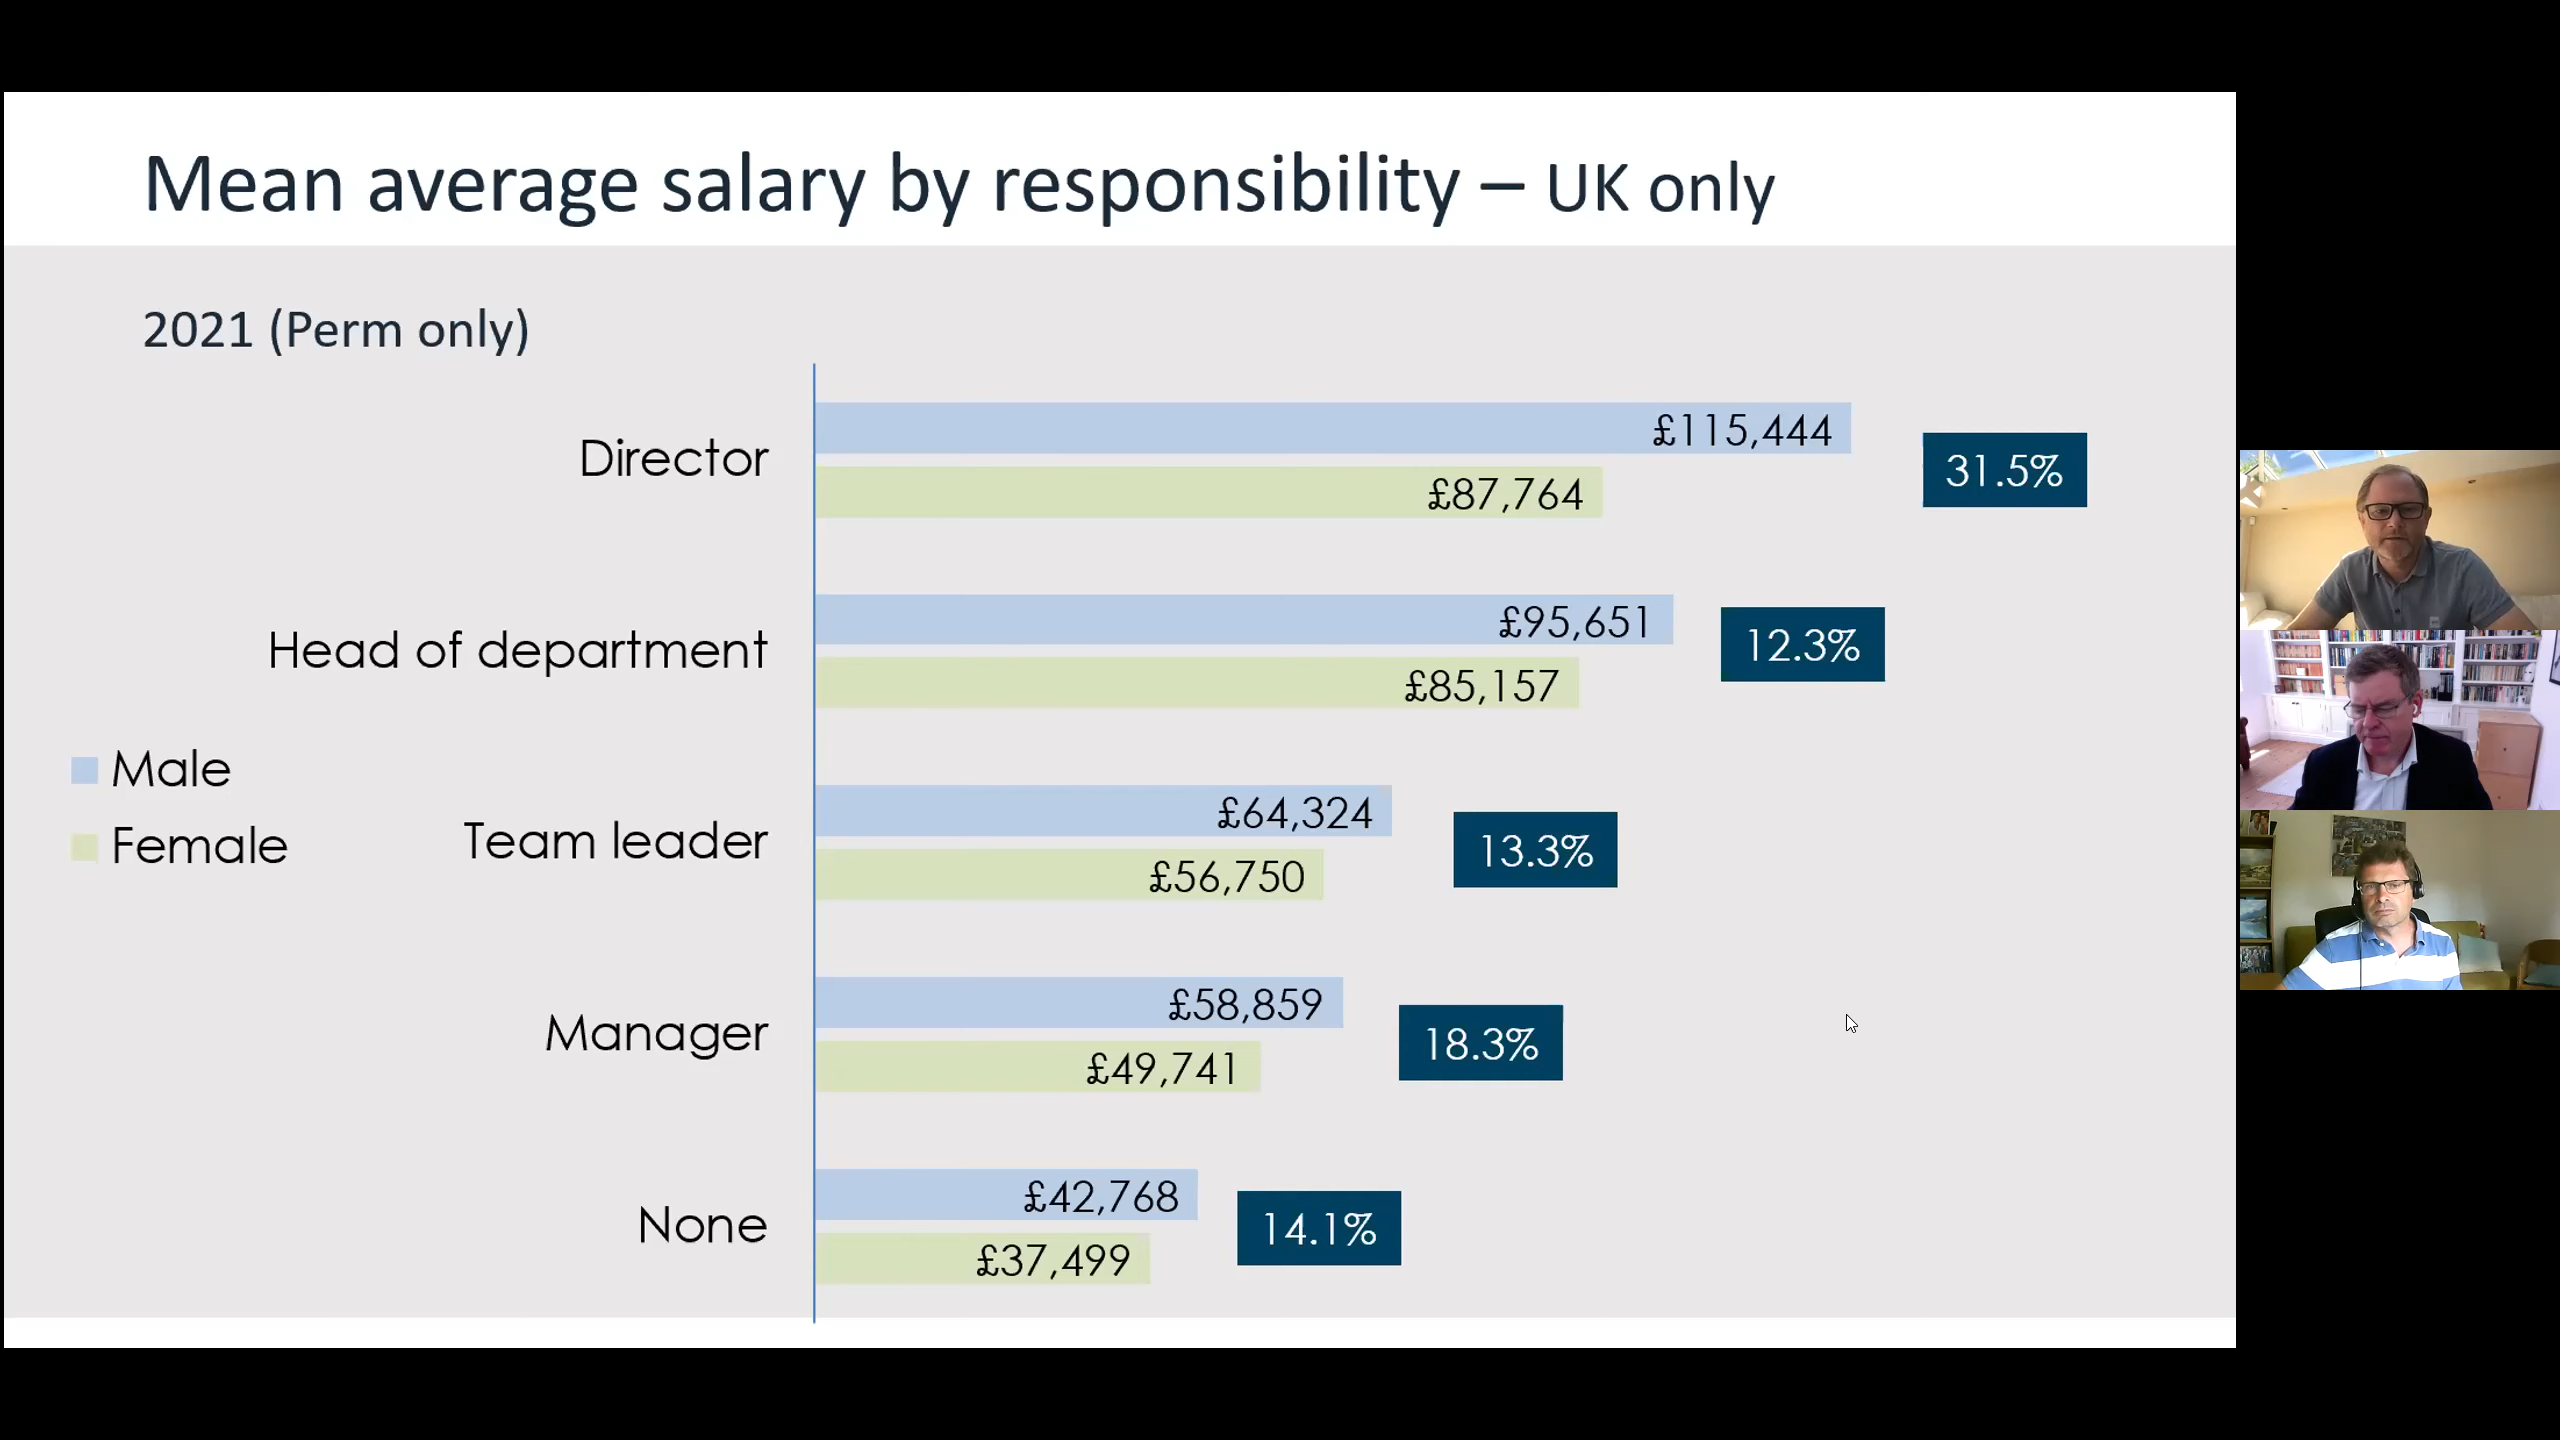 Mean average salary by responsibility – UK only
2021 (Perm only)
Director
£115,444
£87,764
31.5%
Head of department
£95,651
£85,157
12.3%
Male
Female
Team leader
£64,324
£56,750
13.3%
Manager
£58,859
£49,741
18.3%
None
£42,768
£37,499
14.1%